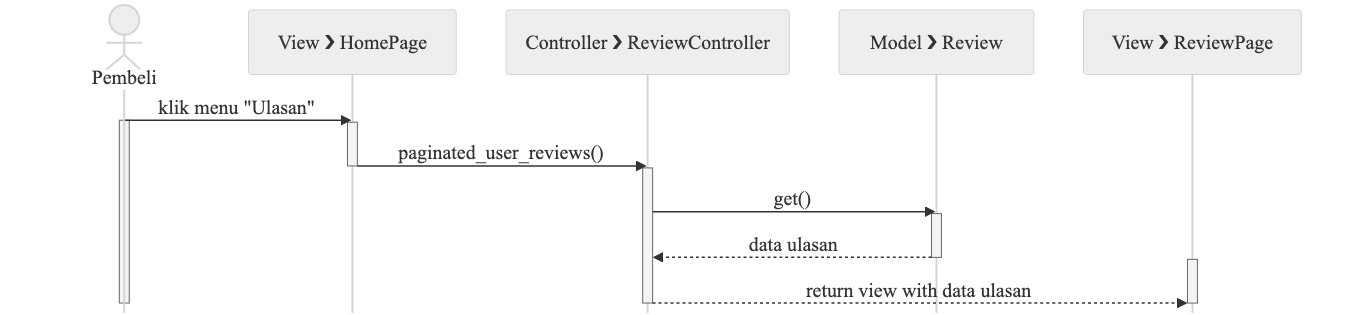 Pembeli
View ❯ HomePage
Controller ❯ ReviewController
Model ❯ Review
View ❯ ReviewPage
klik menu "Ulasan"
paginated_user_reviews()
get()
data ulasan
return view with data ulasan